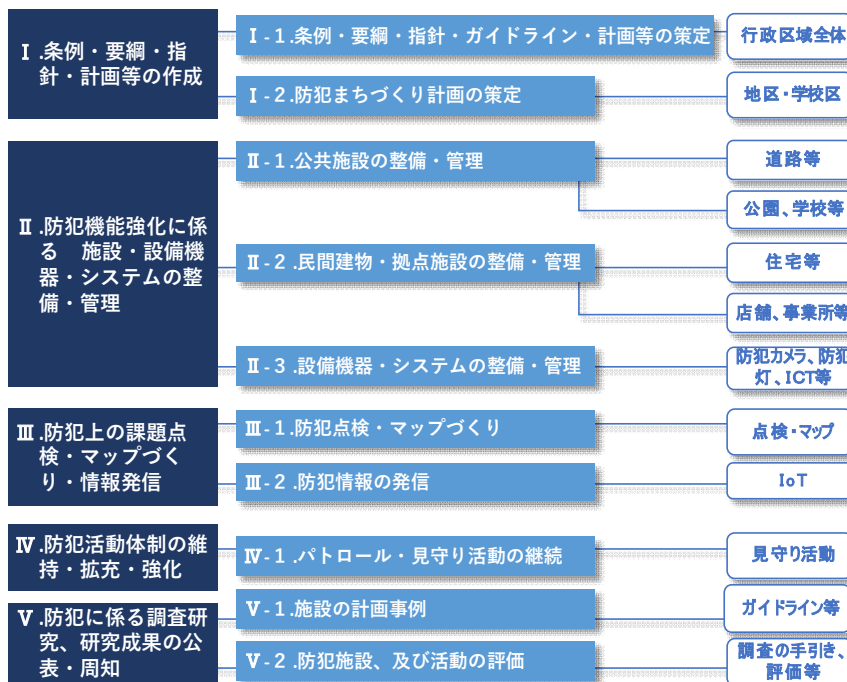 Ⅰ.条例・要綱・指
針・計画等の作成
Ⅰ-1.条例・要綱・指針・ガイドライン・計画等の策定
行政区域全体
Ⅰ-2.防犯まちづくり計画の策定
地区・学校区
Ⅱ.防犯機能強化に係
る 施設・設備機
器・システムの整
備・管理
Ⅱ-1.公共施設の整備・管理
道路等
公園、学校等
Ⅱ-2.民間建物・拠点施設の整備・管理
住宅等
店舗、事業所等
Ⅱ-3.設備機器・システムの整備・管理
防犯カメラ、防犯
灯、ICT等
Ⅲ.防犯上の課題点
検・マップづく
り・情報発信
Ⅲ-1.防犯点検・マップづくり
点検・マップ
Ⅲ-2.防犯情報の発信
IoT
Ⅳ.防犯活動体制の維
持・拡充・強化
Ⅳ-1.パトロール・見守り活動の継続
見守り活動
Ⅴ.防犯に係る調査研
究、研究成果の公
表・周知
Ⅴ-1.施設の計画事例
ガイドライン等
Ⅴ-2.防犯施設、及び活動の評価
調査の手引き、
評価等